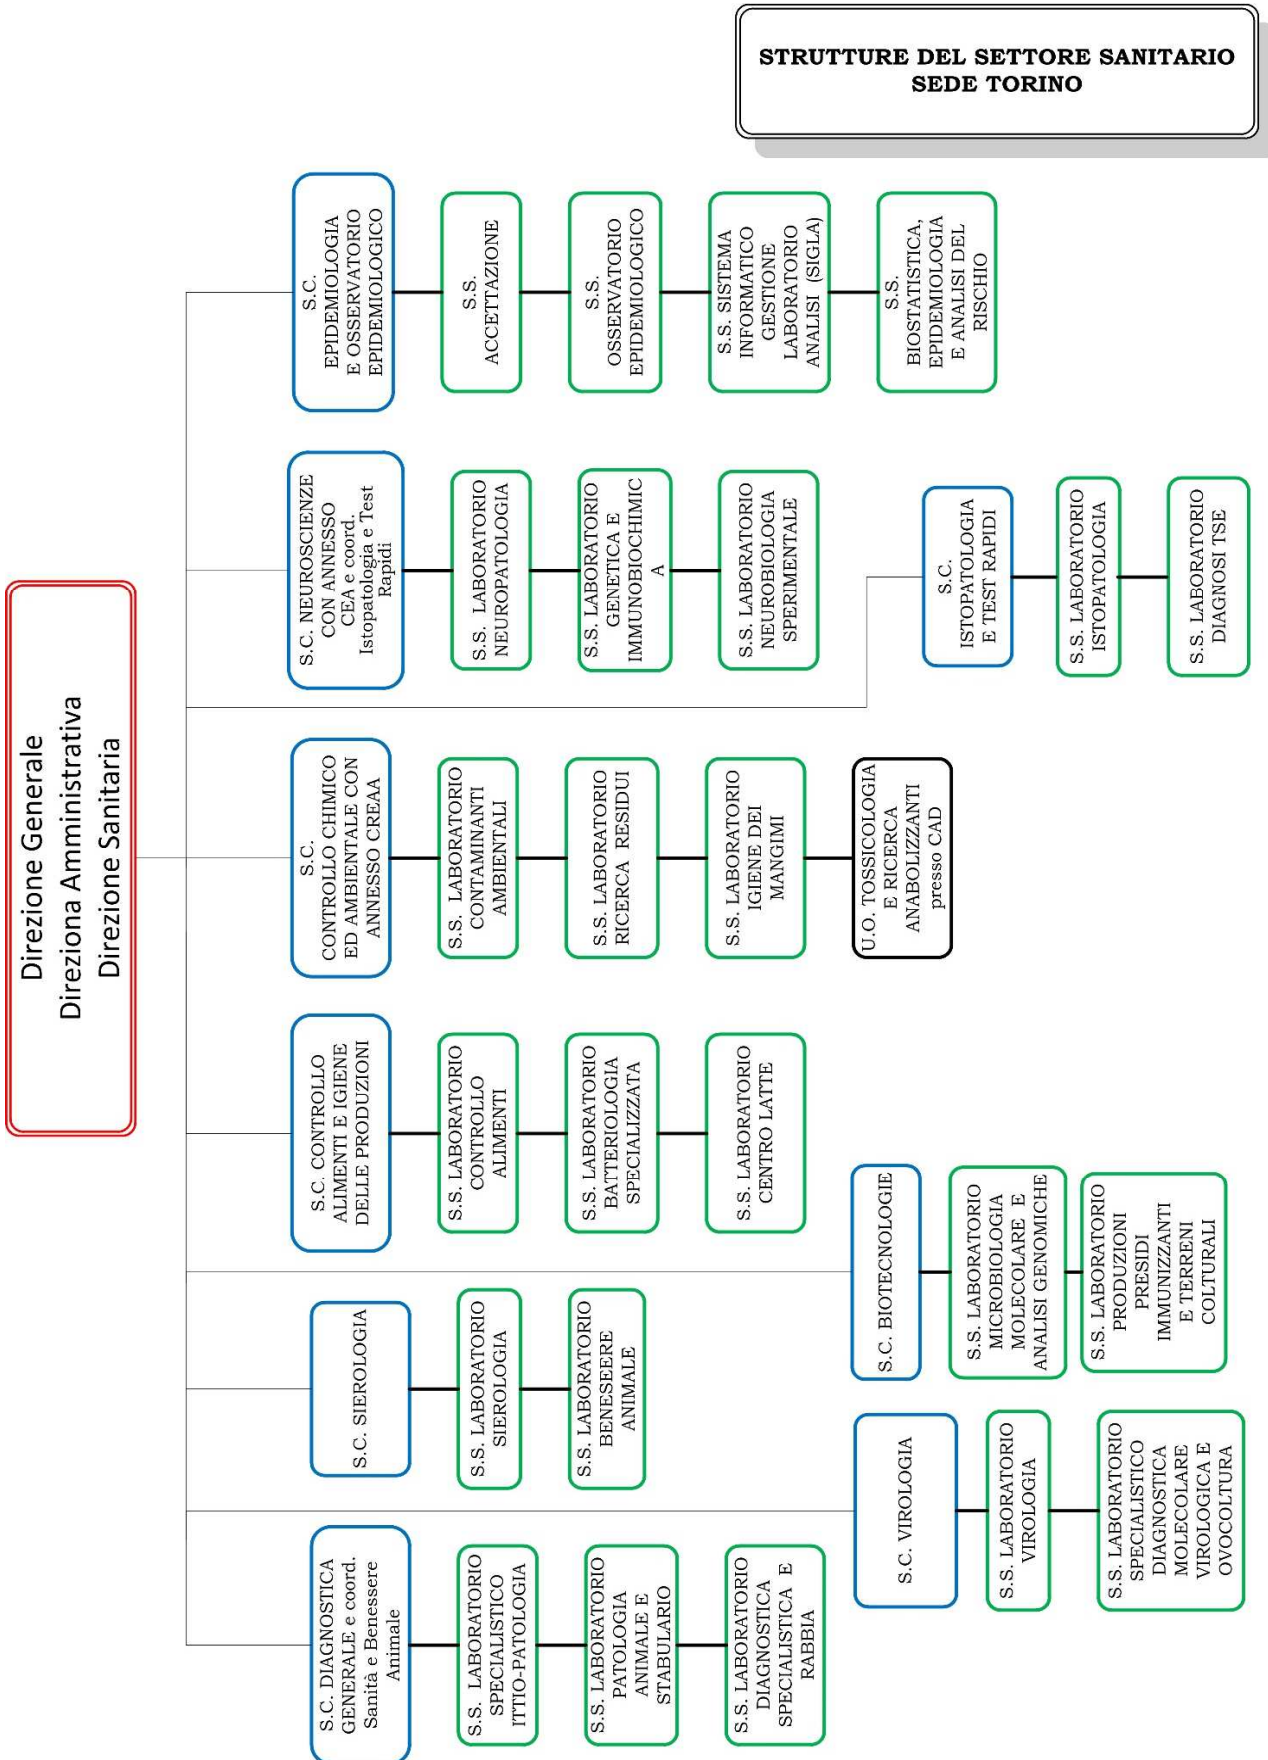 STRUTTURE DEL SETTORE SANITARIO
SEDE TORINO
Direzione Generale
Direziona Amministrativa
Direzione Sanitaria
S.C. DIAGNOSTICA
GENERALE e coord.
Sanità e Benessere
Animale
S.S. LABORATORIO
SPECIALISTICO
ITTIO-PATOLOGIA
S.S. LABORATORIO
PATOLOGIA
ANIMALE E
STABULARIO
S.S. LABORATORIO
DIAGNOSTICA
SPECIALISTICA E
RABBIA
S.C. VIROLOGIA
S.S. LABORATORIO
VIROLOGIA
S.S. LABORATORIO
SPECIALISTICO
DIAGNOSTICA
MOLECOLARE
VIROLOGICA E
OVOCOLTURA
S.C. SIEROLOGIA
S.S. LABORATORIO
SIEROLOGIA
S.S. LABORATORIO
BENESEERE
ANIMALE
S.C. BIOTECNOLOGIE
S.S. LABORATORIO
MICROBIOLOGIA
MOLECOLARE E
ANALISI GENOMICHE
S.S. LABORATORIO
PRODUZIONI
PRESIDI
IMMUNIZZANTI
E TERRENI
COLTURALI
S.C. CONTROLLO
ALIMENTI E IGIENE
DELLE PRODUZIONI
S.S. LABORATORIO
CONTROLLO
ALIMENTI
S.S. LABORATORIO
BATTERIOLOGIA
SPECIALIZZATA
S.S. LABORATORIO
CENTRO LATTE
S.C.
CONTROLLO CHIMICO
ED AMBIENTALE CON
ANNESSO CREAA
S.S. LABORATORIO
CONTAMINANTI
AMBIENTALI
S.S. LABORATORIO
RICERCA RESIDUI
S.S. LABORATORIO
IGIENE DEI
MANGIMI
U.O. TOSSICOLOGIA
E RICERCA
ANABOLIZZANTI
presso CAD
S.C. NEUROSCIENZE
CON ANNESSO
CEA e coord.
Istopatologia e Test
Rapidi
S.S. LABORATORIO
NEUROPATOLOGIA
S.S. LABORATORIO
GENETICA E
IMMUNOBIOCHIMIC
A
S.S. LABORATORIO
NEUROBIOLOGIA
SPERIMENTALE
S.C.
ISTOPATOLOGIA
E TEST RAPIDI
S.S. LABORATORIO
ISTOPATOLOGIA
S.S. LABORATORIO
DIAGNOSI TSE
S.C.
EPIDEMIOLOGIA
E OSSERVATORIO
EPIDEMIOLOGICO
S.S.
ACCETTAZIONE
S.S.
OSSERVATORIO
EPIDEMIOLOGICO
S.S. SISTEMA
INFORMATICO
GESTIONE
LABORATORIO
ANALISI (SIGLA)
S.S.
BIOSTATISTICA,
EPIDEMIOLOGIA
E ANALISI DEL
RISCHIO